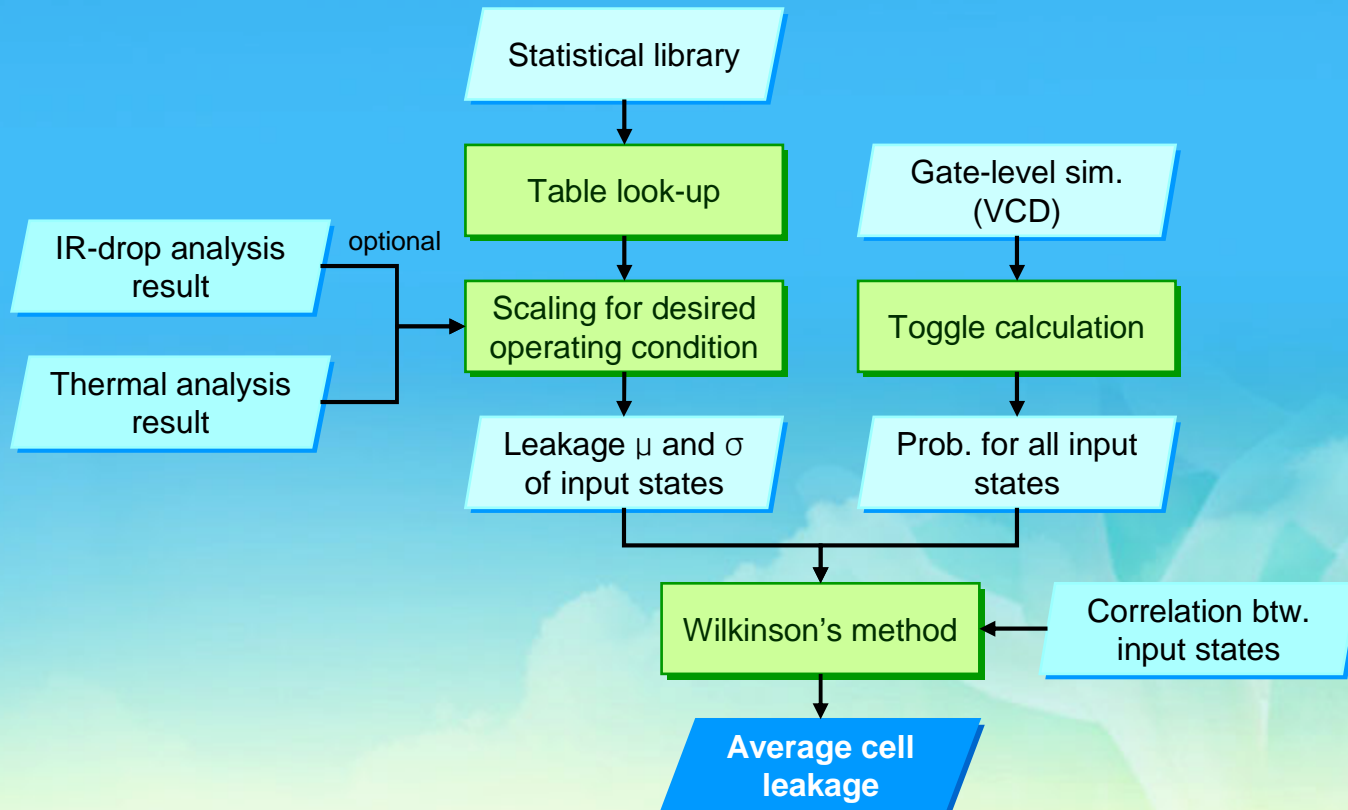 Statistical library
Table look-up
Gate-level sim.
(VCD)
IR-drop analysis
result
optional
Scaling for desired
operating condition
Toggle calculation
Thermal analysis
result
Leakage μ and σ
of input states
Prob. for all input
states
Wilkinson’s method
Correlation btw.
input states
Average cell
leakage